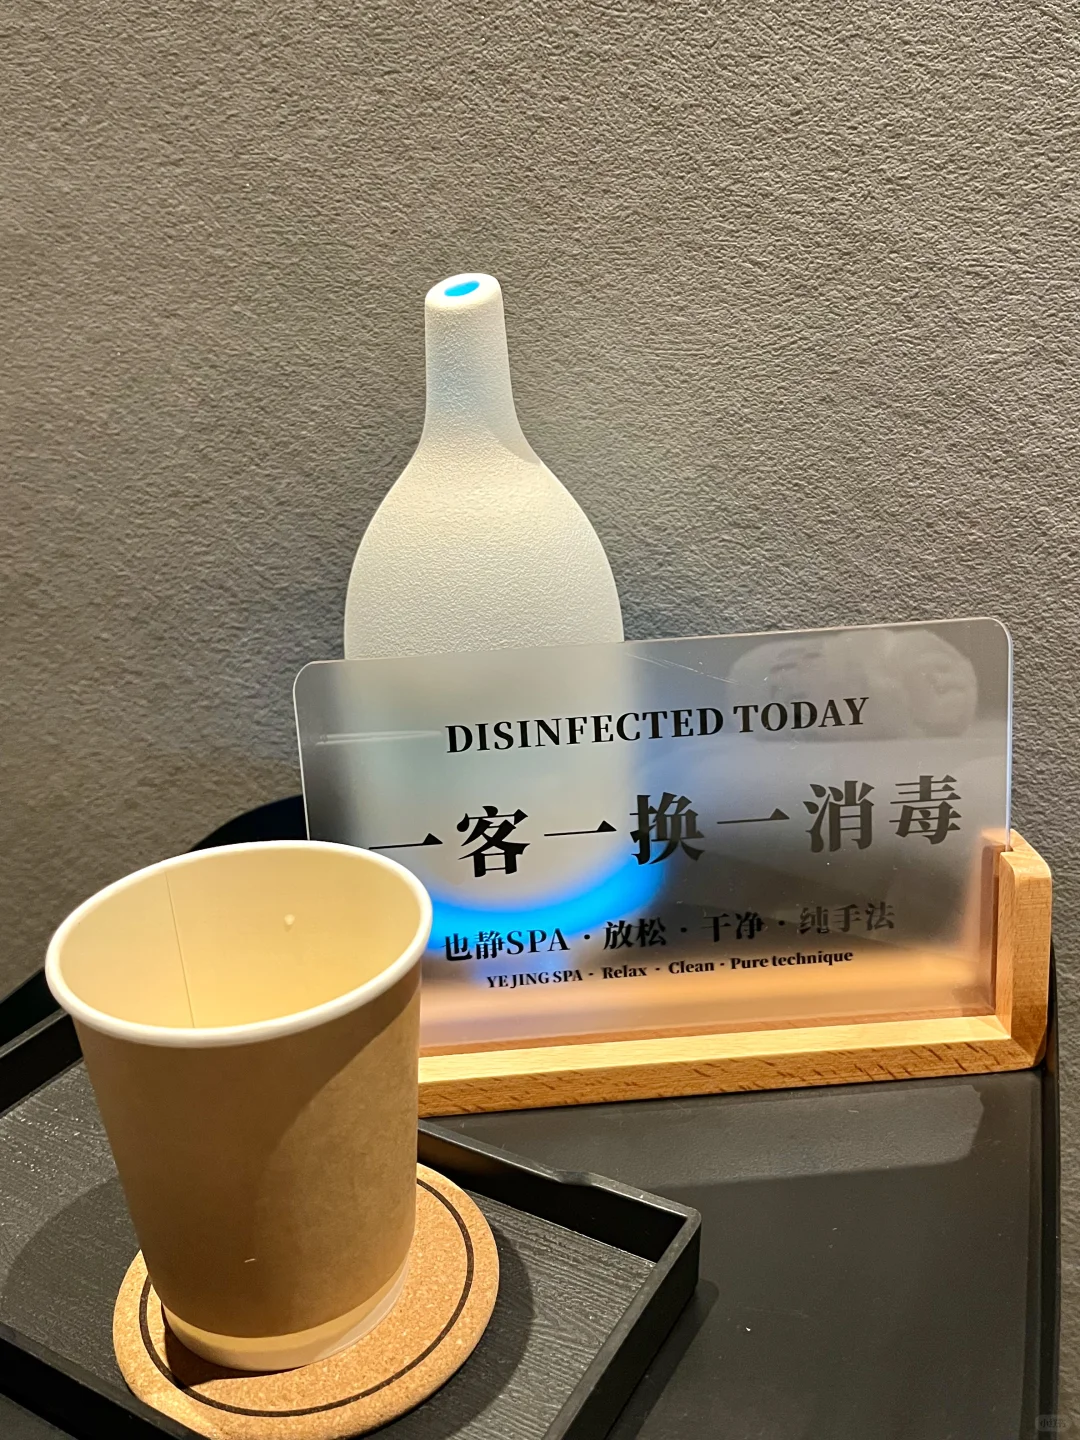 DISINFECTED TODAY
一客一换一消毒
也静SPA · 放松 · 干净 · 纯手法
YE JING SPA - Relax - Clean - Pure technique